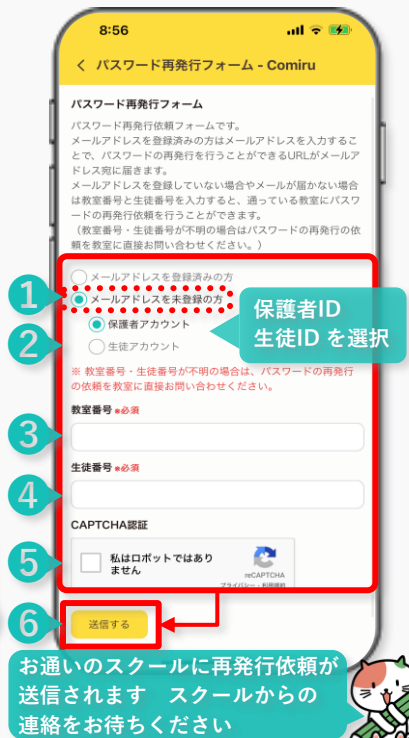 8:56
パスワード再発行フォーム - Comiru
パスワード再発行フォーム
パスワード再発行依頼フォームです。
メールアドレスを登録済みの方はメールアドレスを入力するこ
とで、パスワードの再発行を行うことができるURLがメールア
ドレス宛に届きます。
メールアドレスを登録していない場合やメールが届かない場合
は教室番号と生徒番号を入力すると、通っている教室にパスワ
ードの再発行依頼を行うことができます。
（教室番号・生徒番号が不明の場合はパスワードの再発行の依
頼を教室に直接お問い合わせください。）
メールアドレスを登録済みの方
1
メールアドレスを未登録の方
保護者アカウント
保護者ID
生徒ID を選択
2
生徒アカウント
※ 教室番号・生徒番号が不明の場合は、パスワードの再発行
の依頼を教室に直接お問い合わせください。
教室番号 ※必須
3
生徒番号 ※必須
4
CAPTCHA認証
5
私はロボットではあり
ません
reCAPTCHA
プライバシー - 利用規約
6
送信する
お通いのスクールに再発行依頼が
送信されます　スクールからの
連絡をお待ちください